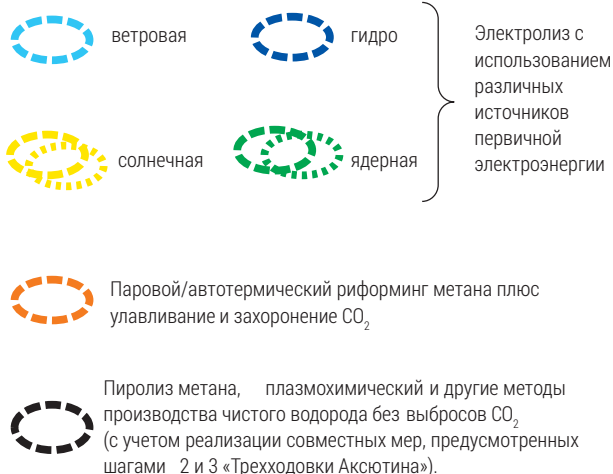 ветровая
гидро
солнечная
ядерная
Электролиз с
использованием
различных
источников
первичной
электроэнергии
Паровой/автотермический риформинг метана плюс
улавливание и захоронение CO₂
Пиролиз метана, плазмохимический и другие методы
производства чистого водорода без выбросов CO₂
(с учетом реализации совместных мер, предусмотренных
шагами 2 и 3 «Трехходовки Аксютина»).